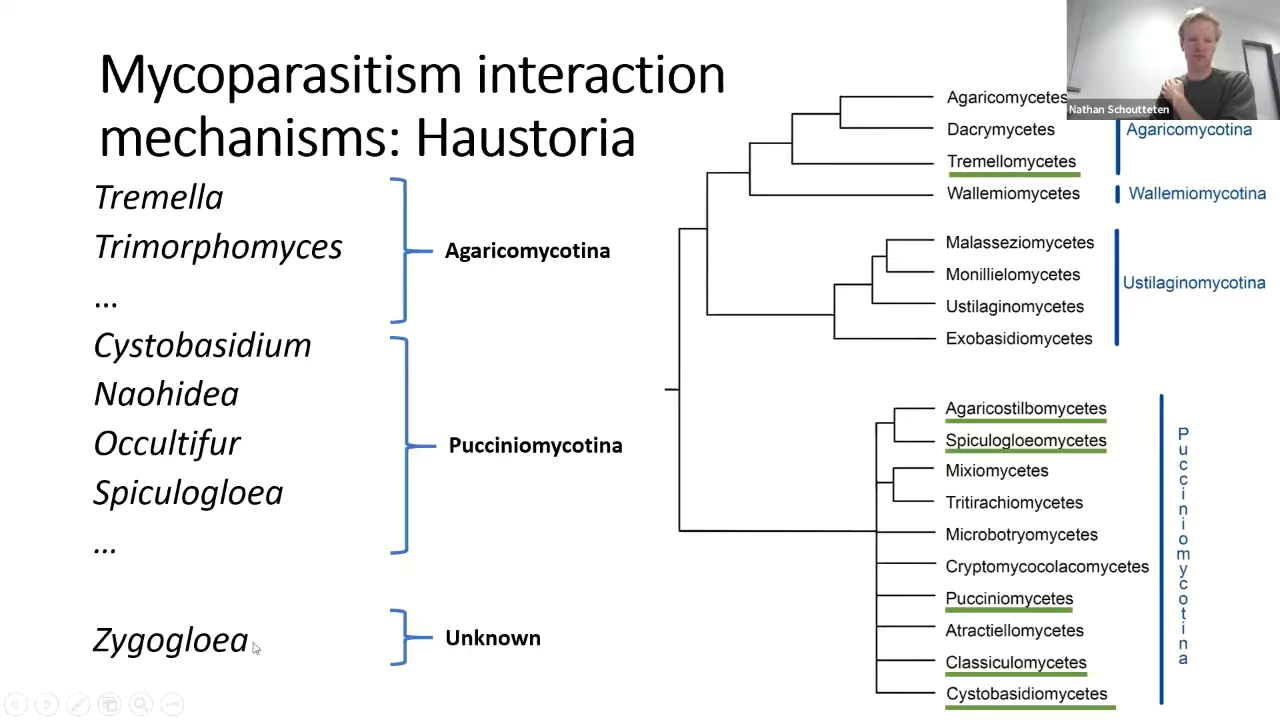 Mycoparasitism interaction
mechanisms: Haustoria
Tremella
Trimorphomyces
...
Agaricomycotina
Cystobasidium
Naohidea
Occultifur
Spiculogloea
...
Pucciniomycotina
Zygogloea
Unknown
Agaricomycetes
Dacrymycetes
Tremellomycetes
Agaricomycotina
Wallemiomycetes
Wallemiomycotina
Malasseziomycetes
Monilliellomycetes
Ustilaginomycetes
Exobasidiomycetes
Ustilaginomycotina
Agaricostilbomycetes
Spiculogloeomycetes
Mixiomycetes
Tritirachiomycetes
Microbotryomycetes
Cryptomycocolacomycetes
Pucciniomycetes
Atractiellomycetes
Classiculomycetes
Cystobasidiomycetes
Pucciniomycotina
Nathan Schoutteten